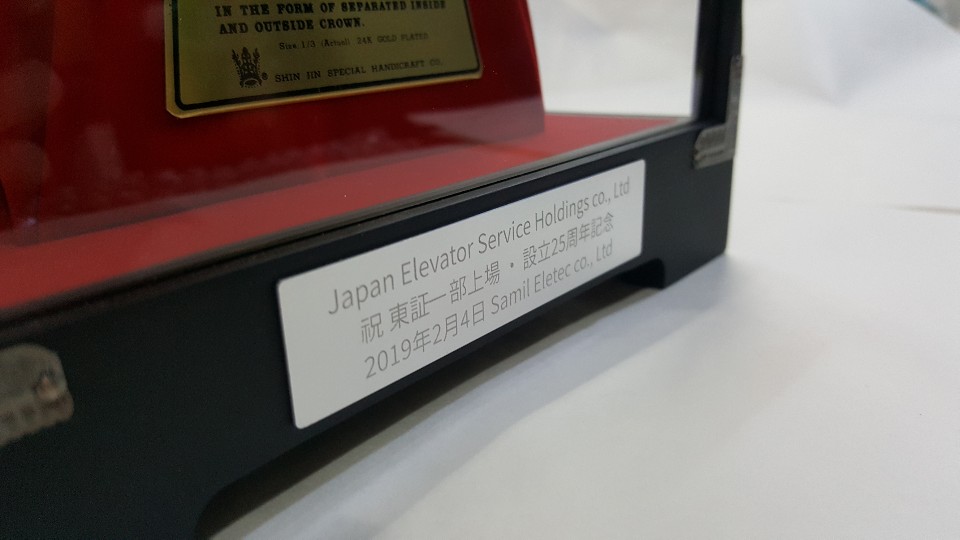 IN THE FORM OF SEPARATED INSIDE
AND OUTSIDE CROWN.
Size 1/3 (Actual) 24K GOLD PLATED
® SHIN JIN SPECIAL HANDICRAFT CO.
Japan Elevator Service Holdings co., Ltd
祝 東証一部上場・設立25周年記念
2019年2月4日 Samil Eletec co., Ltd